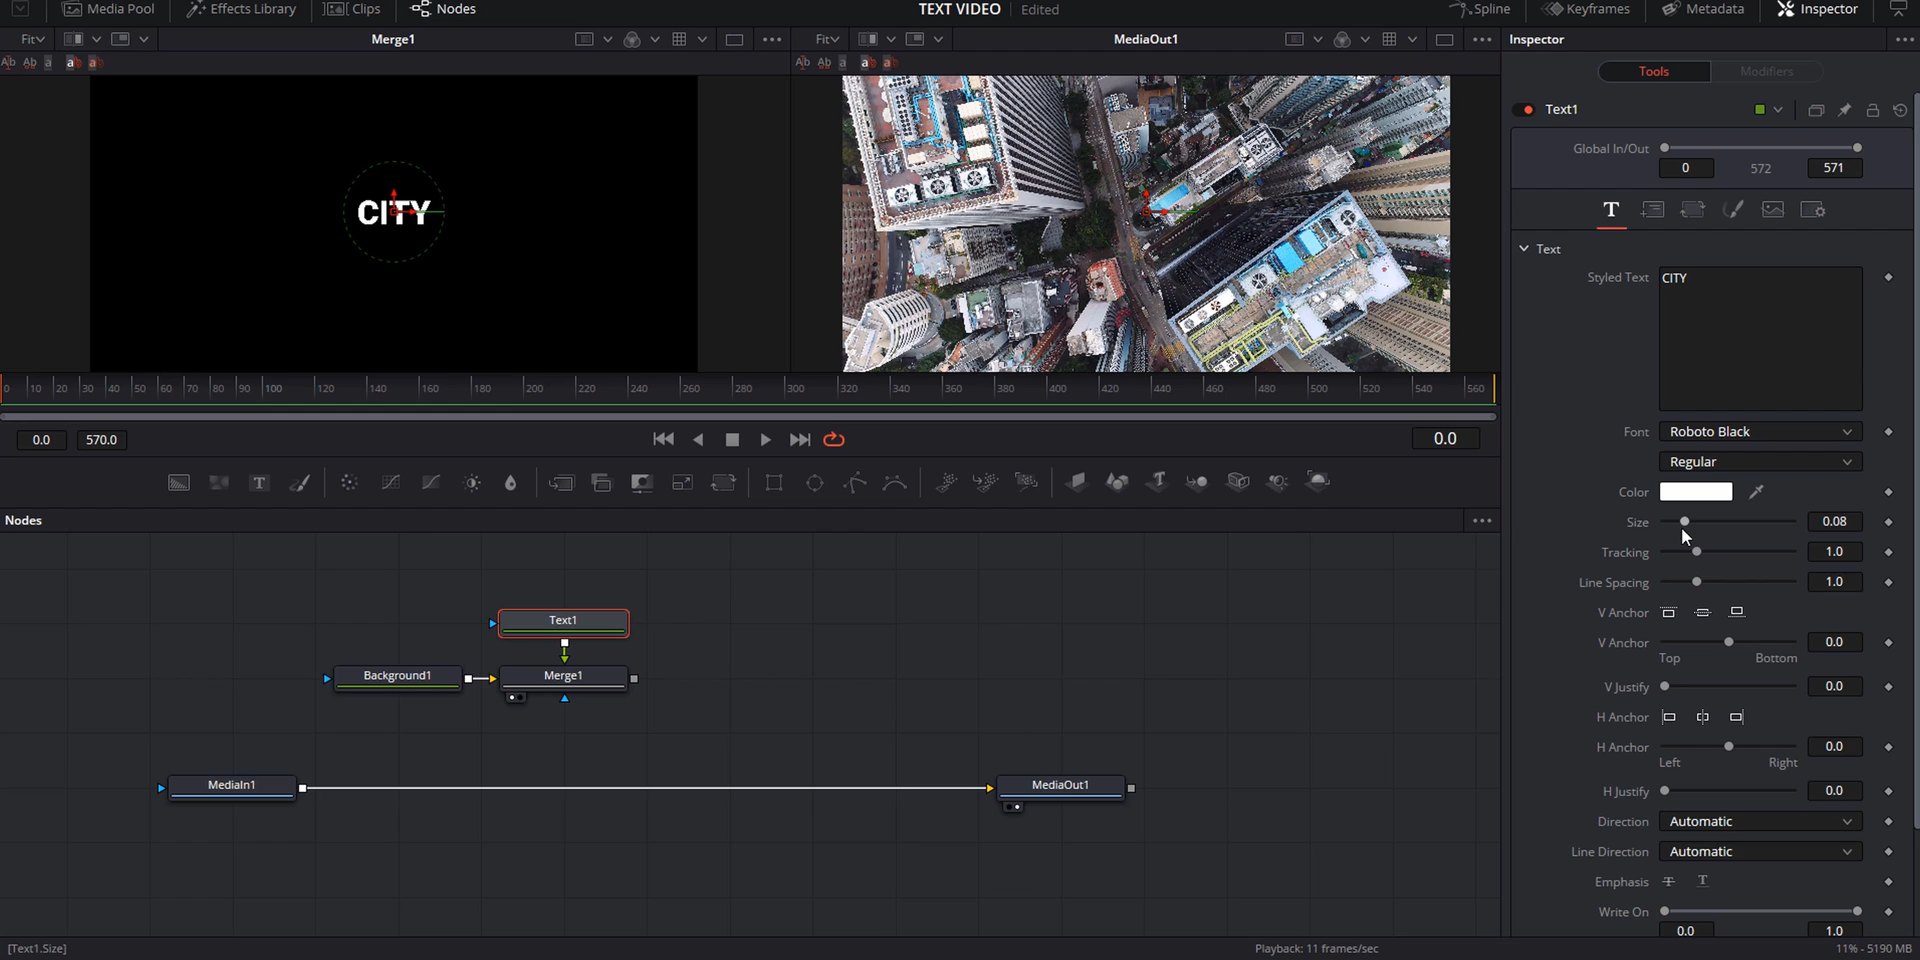 Media Pool Effects Library Clips Nodes TEXT VIDEO Edited Spline Keyframes Metadata Inspector
Fit Merge1 Fit MediaOut1 Inspector
Tools Modifiers
Text1
Global In/Out
0 572 571
CITY
Text
Styled Text CITY
0 10 20 30 40 50 60 70 80 90 100 120 140 160 180 200 220 240 260 280 300 320 340 360 380 400 420 440 460 480 500 520 540 560
0.0 570.0 0.0
Font Roboto Black
Regular
Color
Size 0.08
Tracking 1.0
Line Spacing 1.0
V Anchor
V Anchor 0.0
Top Bottom
V Justify 0.0
H Anchor
H Anchor 0.0
Left Right
H Justify 0.0
Direction Automatic
Line Direction Automatic
Emphasis
Write On
0.0 1.0
Nodes
Text1
Background1 Merge1
MediaIn1 MediaOut1
[Text1.Size] Playback: 11 frames/sec 11% - 5190 MB